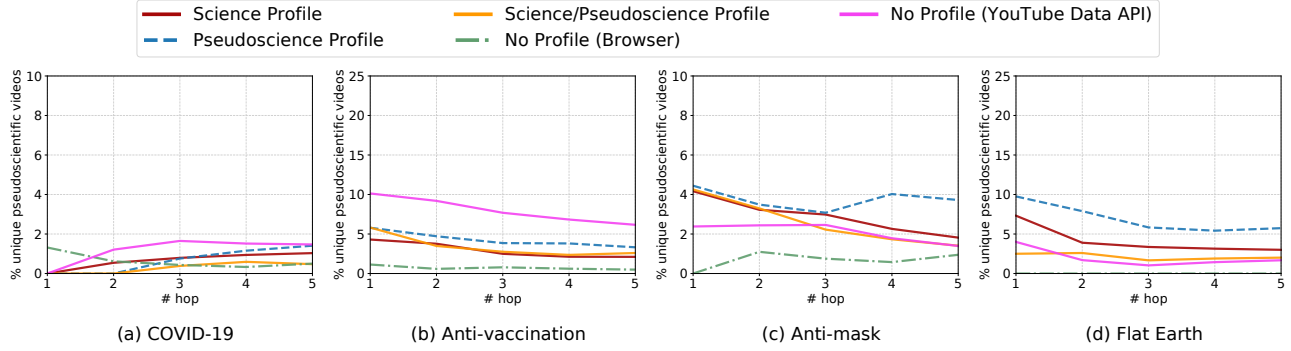 Science Profile
Pseudoscience Profile
Science/Pseudoscience Profile
No Profile (Browser)
No Profile (YouTube Data API)
% unique pseudoscientific videos
10
8
6
4
2
0
1 2 3 4 5
# hop
(a) COVID-19
% unique pseudoscientific videos
25
20
15
10
5
0
1 2 3 4 5
# hop
(b) Anti-vaccination
% unique pseudoscientific videos
10
8
6
4
2
0
1 2 3 4 5
# hop
(c) Anti-mask
% unique pseudoscientific videos
25
20
15
10
5
0
1 2 3 4 5
# hop
(d) Flat Earth